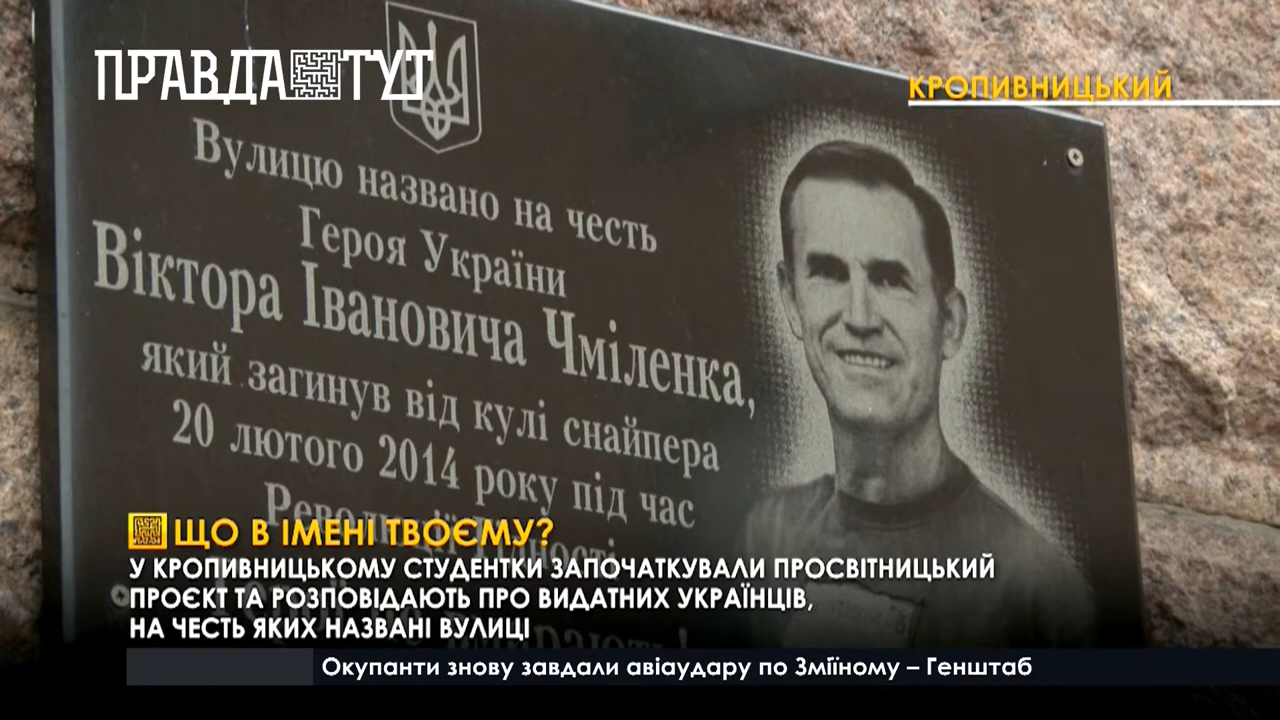 ПРАВДА ТУТ
КРОПИВНИЦЬКИЙ
Вулицю названо на честь
Героя України
Віктора Івановича Чміленка,
який загинув від кулі снайпера
20 лютого 2014 року під час
Революції Гідності
ЩО В ІМЕНІ ТВОЄМУ?
У КРОПИВНИЦЬКОМУ СТУДЕНТКИ ЗАПОЧАТКУВАЛИ ПРОСВІТНИЦЬКИЙ
ПРОЄКТ ТА РОЗПОВІДАЮТЬ ПРО ВИДАТНИХ УКРАЇНЦІВ,
НА ЧЕСТЬ ЯКИХ НАЗВАНІ ВУЛИЦІ
Окупанти знову завдали авіаудару по Зміїному – Генштаб